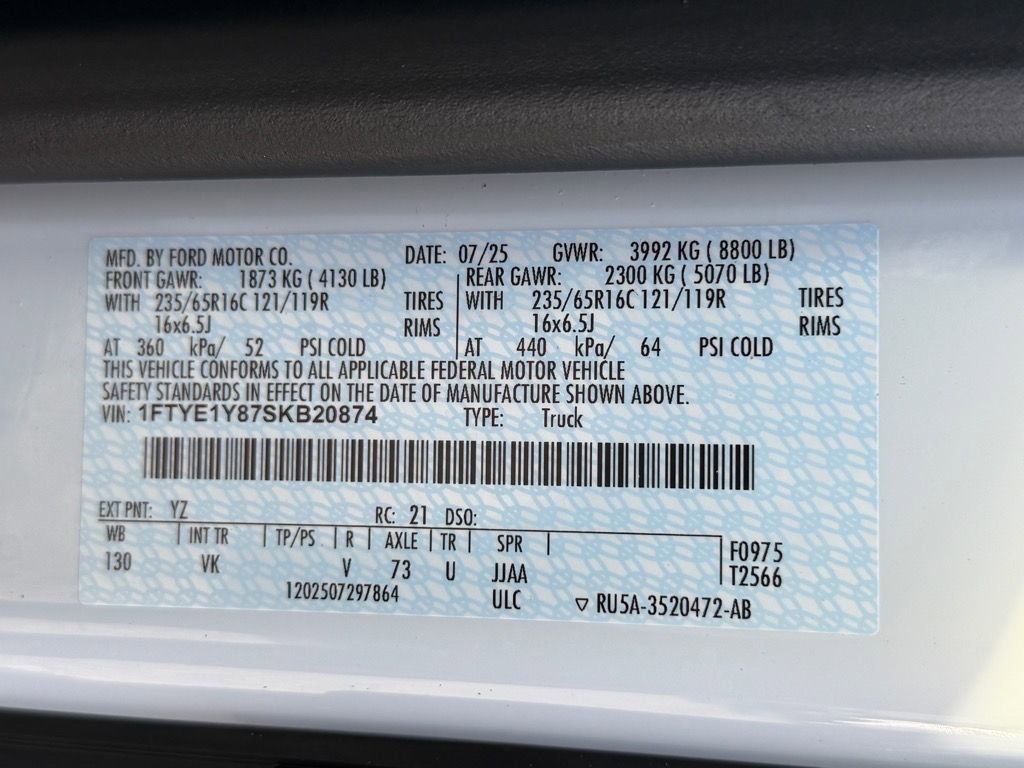 MFD. BY FORD MOTOR CO. DATE: 07/25 GVWR: 3992 KG ( 8800 LB)
FRONT GAWR: 1873 KG ( 4130 LB) REAR GAWR: 2300 KG ( 5070 LB)
WITH 235/65R16C 121/119R TIRES WITH 235/65R16C 121/119R TIRES
16x6.5J RIMS 16x6.5J RIMS
AT 360 kPa/ 52 PSI COLD AT 440 kPa/ 64 PSI COLD
THIS VEHICLE CONFORMS TO ALL APPLICABLE FEDERAL MOTOR VEHICLE
SAFETY STANDARDS IN EFFECT ON THE DATE OF MANUFACTURE SHOWN ABOVE.
VIN: 1FTYE1Y87SKB20874 TYPE: Truck
EXT PNT: YZ RC: 21 DSO:
WB INT TR TP/PS R AXLE TR SPR F0975
130 VK V 73 U JJAA T2566
1202507297864 ULC ▽ RU5A-3520472-AB